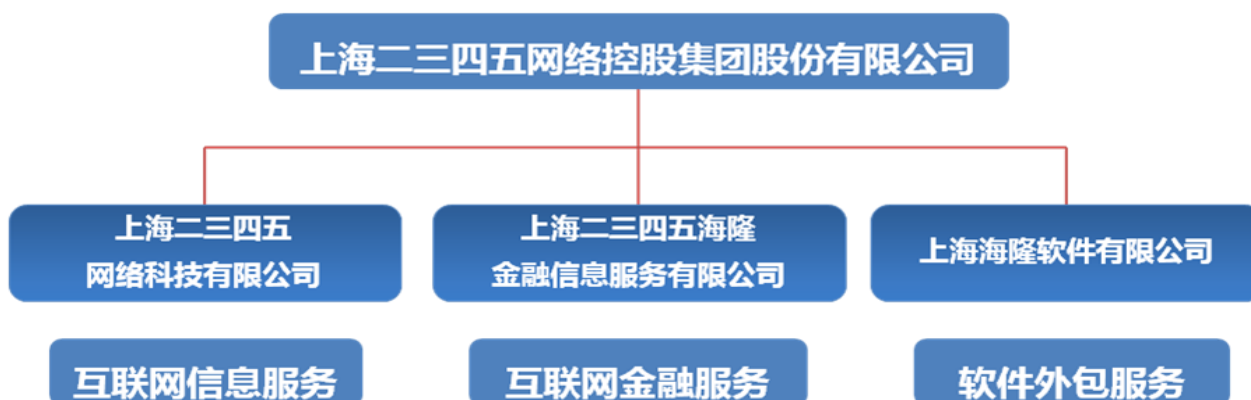 上海二三四五网络控股集团股份有限公司
上海二三四五
网络科技有限公司
上海二三四五海隆
金融信息服务有限公司
上海海隆软件有限公司
互联网信息服务
互联网金融服务
软件外包服务